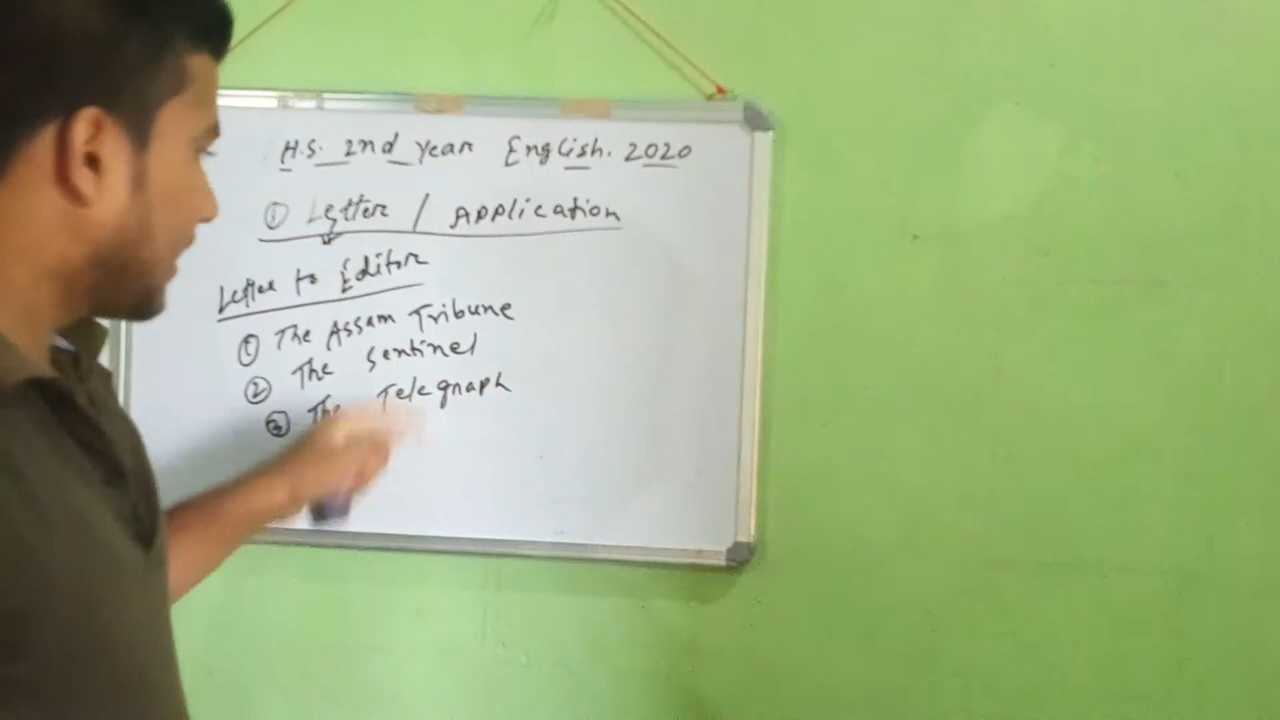 H.S. 2nd Year English. 2020
① Letter / Application
Letter to Editor
① The Assam Tribune
② The Sentinel
③ The Telegraph